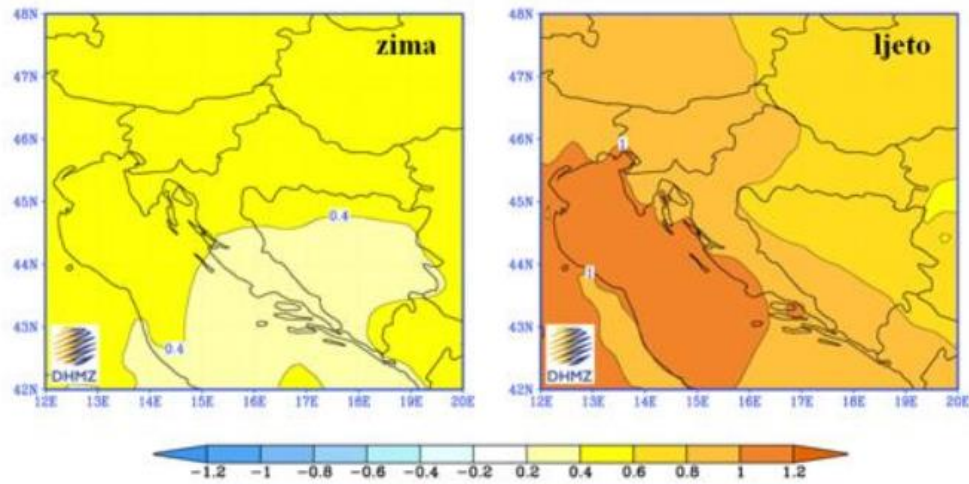 48N
47N
46N
45N
44N
43N
42N
12E 13E 14E 15E 16E 17E 18E 19E 20E
zima
0.4
0.4
DHMZ
48N
47N
46N
45N
44N
43N
42N
12E 13E 14E 15E 16E 17E 18E 19E 20E
ljeto
1
1
DHMZ
-1.2 -1 -0.8 -0.6 -0.4 -0.2 0.2 0.4 0.6 0.8 1 1.2